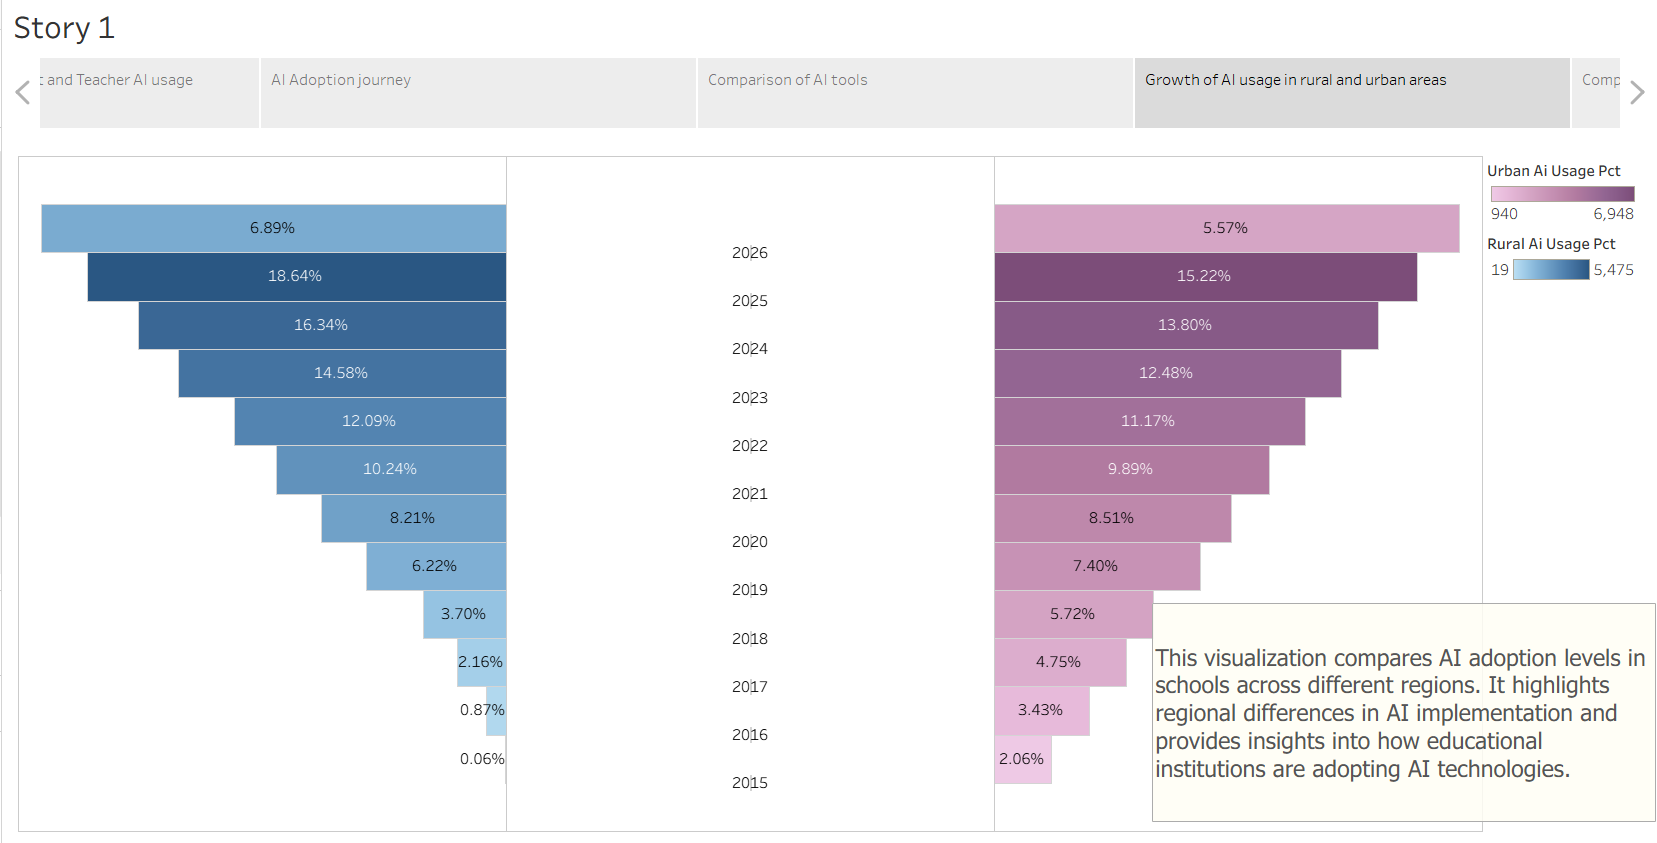 Story 1
t and Teacher AI usage
AI Adoption journey
Comparison of AI tools
Growth of AI usage in rural and urban areas
Comp
Urban Ai Usage Pct
940 6,948
Rural Ai Usage Pct
19 5,475
6.89% 5.57%
2026
18.64% 15.22%
2025
16.34% 13.80%
2024
14.58% 12.48%
2023
12.09% 11.17%
2022
10.24% 9.89%
2021
8.21% 8.51%
2020
6.22% 7.40%
2019
3.70% 5.72%
2018
2.16% 4.75%
2017
0.87% 3.43%
2016
0.06% 2.06%
2015
This visualization compares AI adoption levels in
schools across different regions. It highlights
regional differences in AI implementation and
provides insights into how educational
institutions are adopting AI technologies.